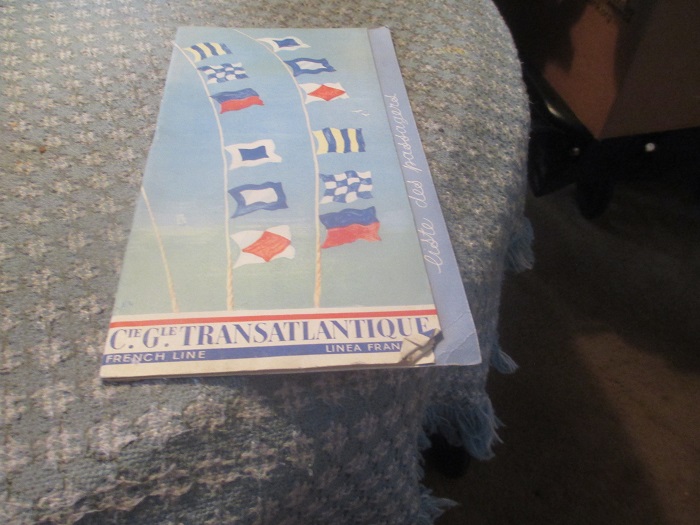 liste des passagers
CIE. GLE. TRANSATLANTIQUE
FRENCH LINE
LINEA FRAN